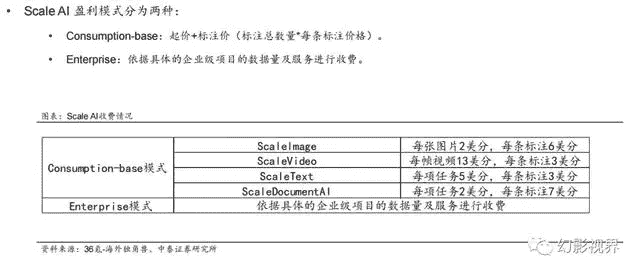 Scale AI 盈利模式分为两种：
Consumption-base：起价+标注价（标注总数量*每条标注价格）。
Enterprise：依据具体的企业级项目的数据量及服务进行收费。
图表：Scale AI收费情况
Consumption-base模式
ScaleImage 每张图片2美分，每条标注6美分
ScaleVideo 每帧视频13美分，每条标注3美分
ScaleText 每项任务5美分，每条标注3美分
ScaleDocumentAI 每项任务2美分，每条标注7美分
Enterprise模式 依据具体的企业级项目的数据量及服务进行收费
资料来源：36氪-海外独角兽、中泰证券研究所
幻影视界